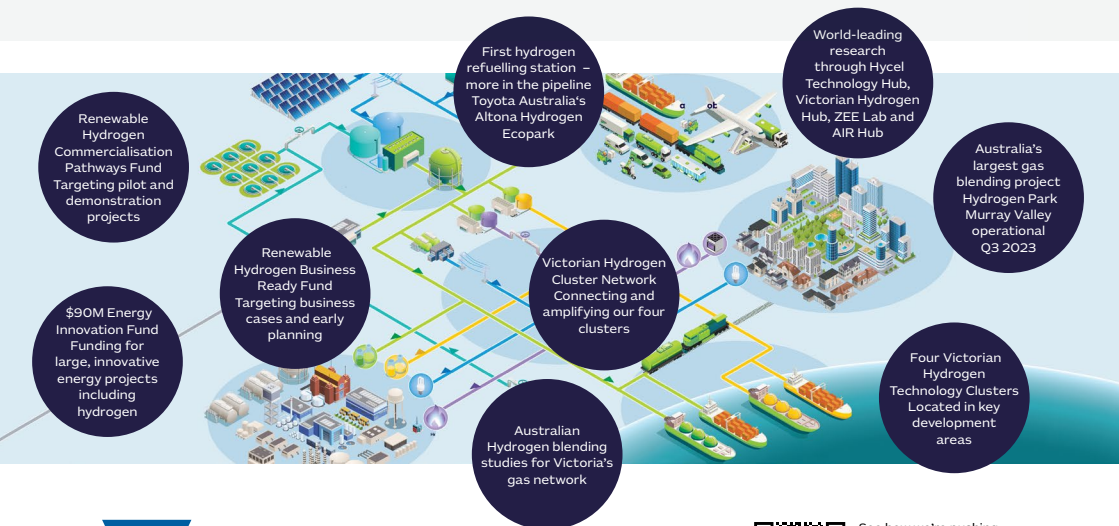 First hydrogen
refuelling station –
more in the pipeline
Toyota Australia‘s
Altona Hydrogen
Ecopark
World-leading
research
through Hycel
Technology Hub,
Victorian Hydrogen
Hub, ZEE Lab and
AIR Hub
Renewable
Hydrogen
Commercialisation
Pathways Fund
Targeting pilot and
demonstration
projects
Australia’s
largest gas
blending project
Hydrogen Park
Murray Valley
operational
Q3 2023
Renewable
Hydrogen Business
Ready Fund
Targeting business
cases and early
planning
Victorian Hydrogen
Cluster Network
Connecting and
amplifying our four
clusters
$90M Energy
Innovation Fund
Funding for
large, innovative
energy projects
including
hydrogen
Four Victorian
Hydrogen
Technology Clusters
Located in key
development
areas
Australian
Hydrogen blending
studies for Victoria’s
gas network